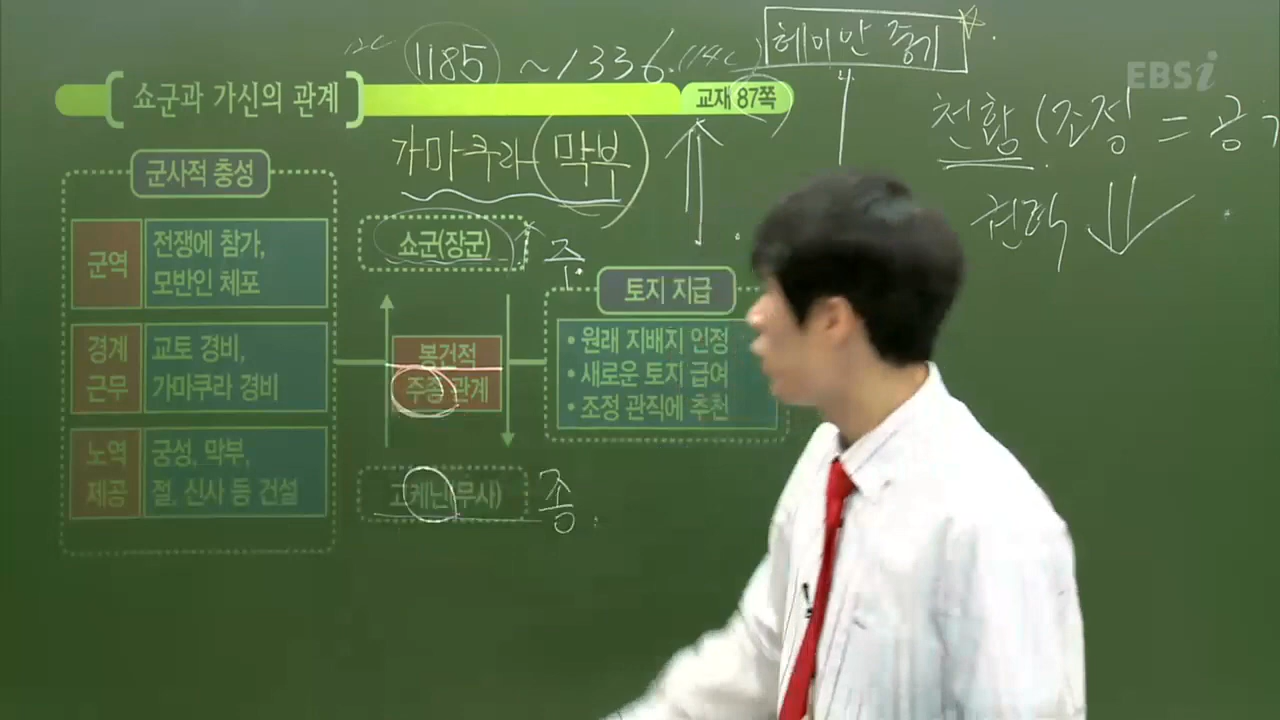 12C 1185 ~ 1336. (14C)
헤이안 중기
EBSi
쇼군과 가신의 관계
교재 87쪽
가마쿠라 막부
천황 (조정 = 공
권력 ↓
군사적 충성
군역
전쟁에 참가,
모반인 체포
경계
근무
교토 경비,
가마쿠라 경비
노역
제공
궁성, 막부,
절, 신사 등 건설
쇼군(장군)
주
봉건적
주종 관계
고케닌(무사)
종
토지 지급
• 원래 지배지 인정
• 새로운 토지 급여
• 조정 관직에 추천